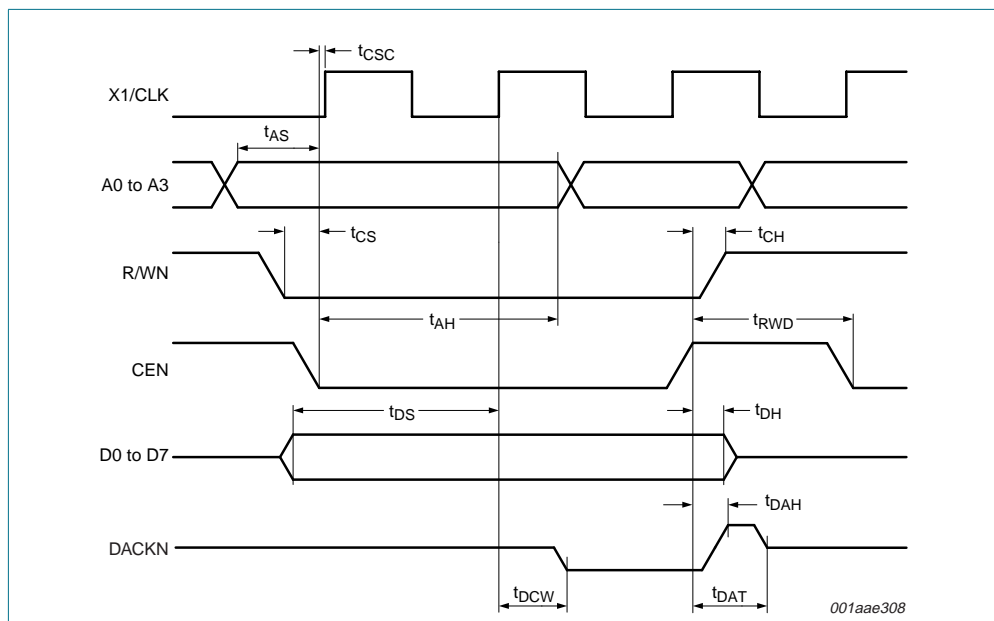 tCSC
X1/CLK
tAS
A0 to A3
tCS
tCH
R/WN
tAH
tRWD
CEN
tDS
tDH
D0 to D7
tDAH
DACKN
tDCW
tDAT
001aae308